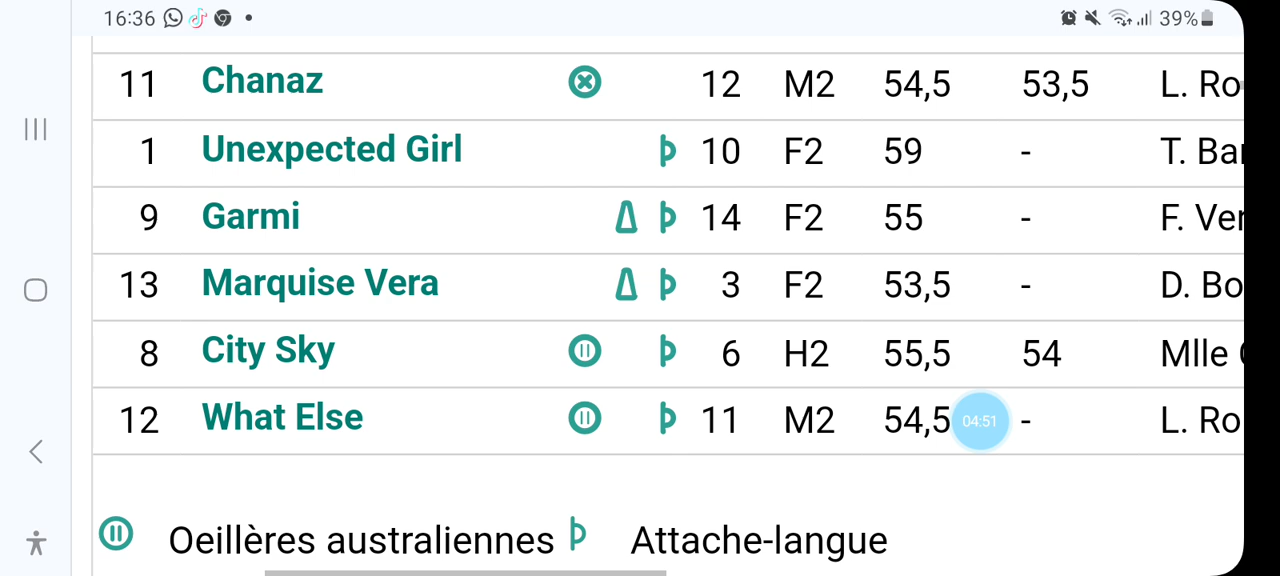 16:36 39%
11 Chanaz 12 M2 54,5 53,5 L. Ro
1 Unexpected Girl 10 F2 59 - T. Bar
9 Garmi 14 F2 55 - F. Ver
13 Marquise Vera 3 F2 53,5 - D. Bo
8 City Sky 6 H2 55,5 54 Mlle
12 What Else 11 M2 54,5 - L. Ro
04:51
Oeillères australiennes Attache-langue